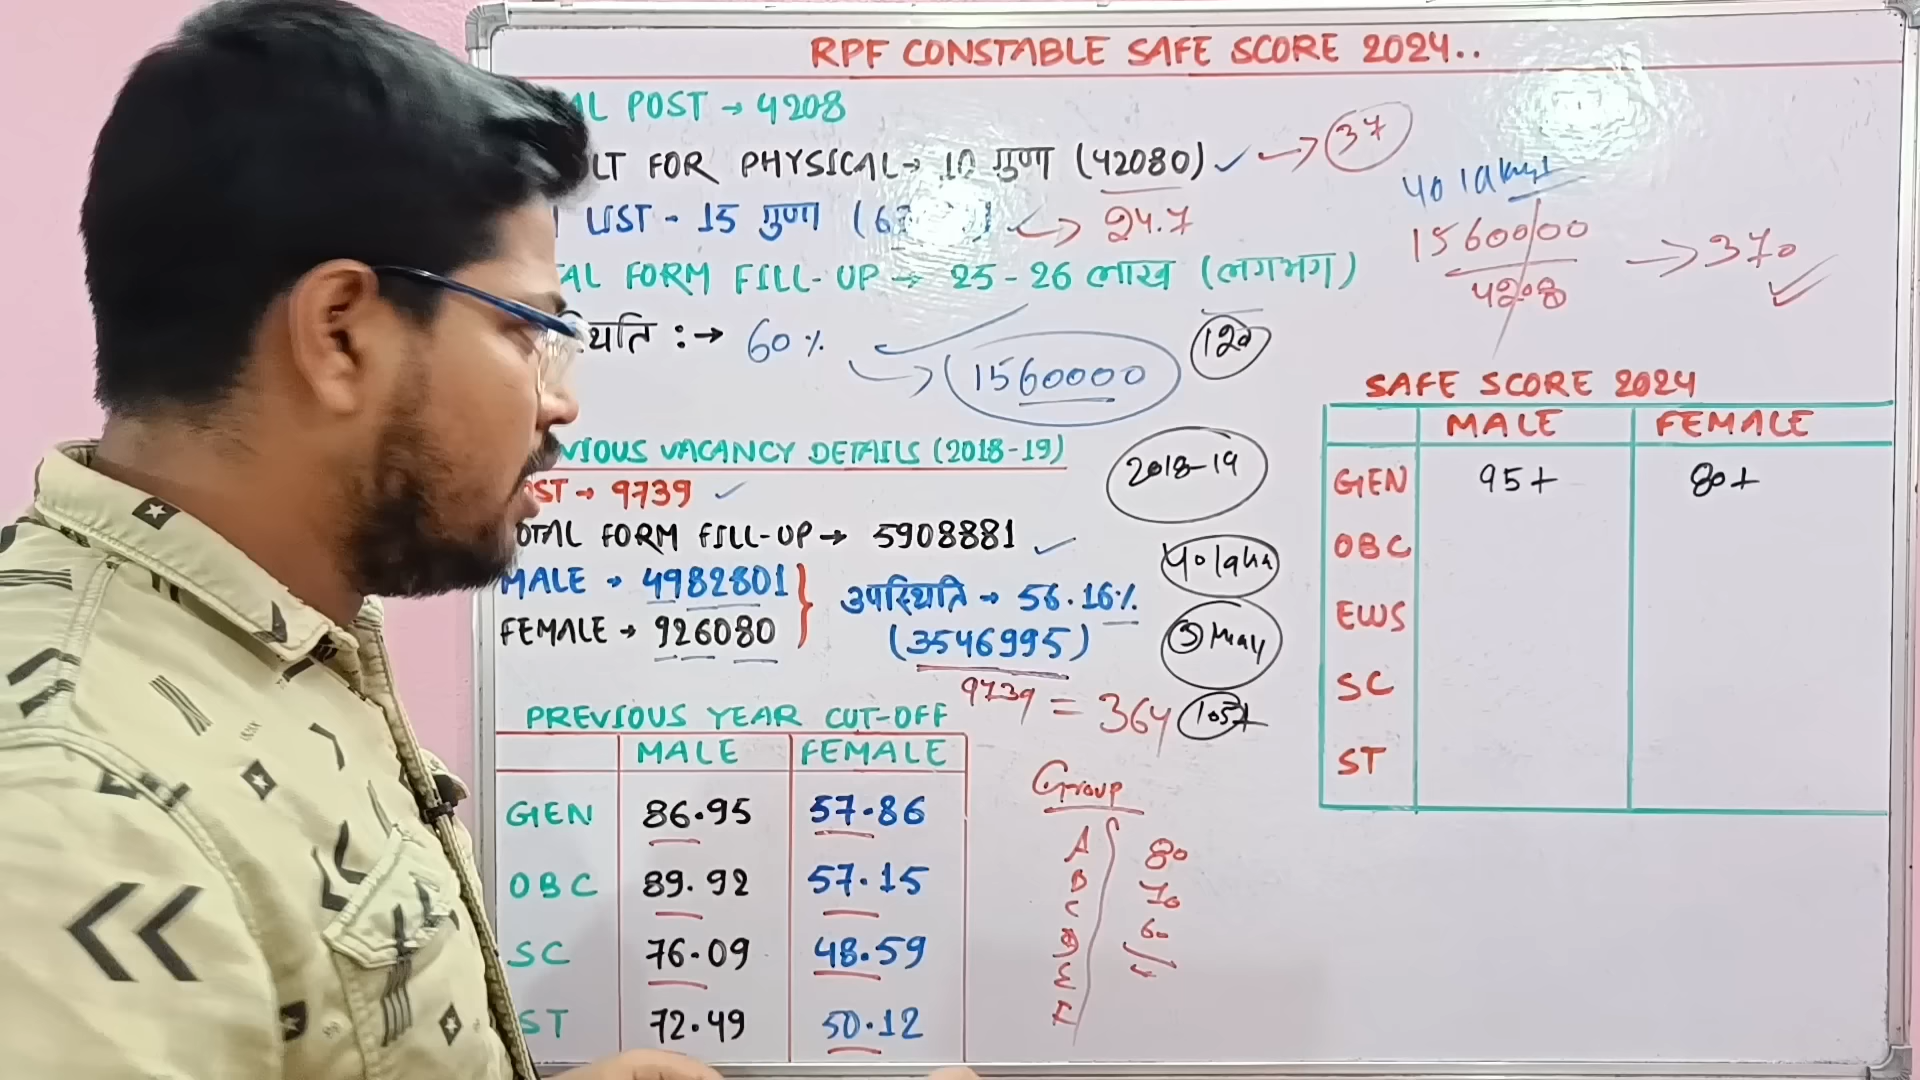 RPF CONSTABLE SAFE SCORE 2024..
AL POST → 4208
LT FOR PHYSICAL → 10 गुणा (42080) ✓ → 37
LIST - 15 गुणा (6 ) → 24.7
AL FORM FILL-UP → 25-26 लाख (लगभग)
थिति :→ 60%
1560000
120
1560000
4208
→ 370
VIOUS VACANCY DETAILS (2018-19)
2018-19
ST → 9739
OTAL FORM FILL-UP → 5908881
MALE → 4982801
FEMALE → 926080
उपस्थिति → 56.16%
(3546995)
9739 = 364
105+
PREVIOUS YEAR CUT-OFF
MALE FEMALE
GEN 86.95 57.86
OBC 89.92 57.15
SC 76.09 48.59
ST 72.49 50.12
Group
A 80
B 70
C 60
D
E
F
SAFE SCORE 2024
MALE FEMALE
GEN 95+ 80+
OBC
EWS
SC
ST